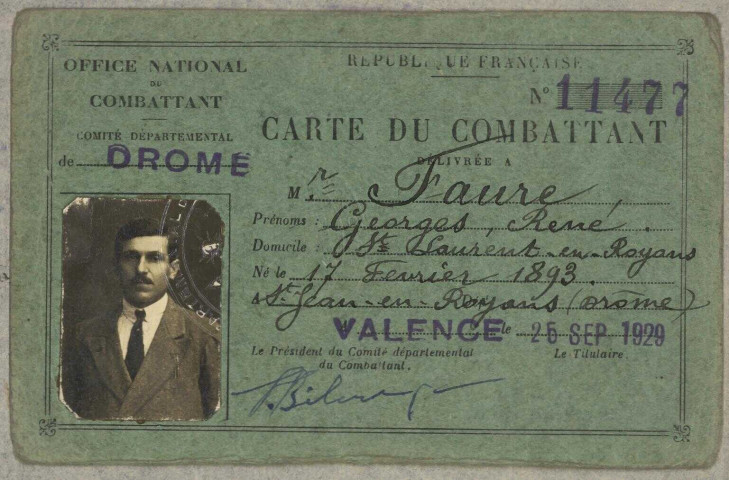 OFFICE NATIONAL
DU
COMBATTANT
COMITÉ DÉPARTEMENTAL
de DROME
RÉPUBLIQUE FRANÇAISE
N° 11477
CARTE DU COMBATTANT
DÉLIVRÉE A
M r Faure,
Prénoms : Georges, René.
Domicile : St Laurent-en-Royans
Né le 17 Fevrier 1893.
à St Jean-en-Royans (Drôme)
VALENCE le 25 SEP 1929
Le Président du Comité départemental
du Combattant,
Le Titulaire,